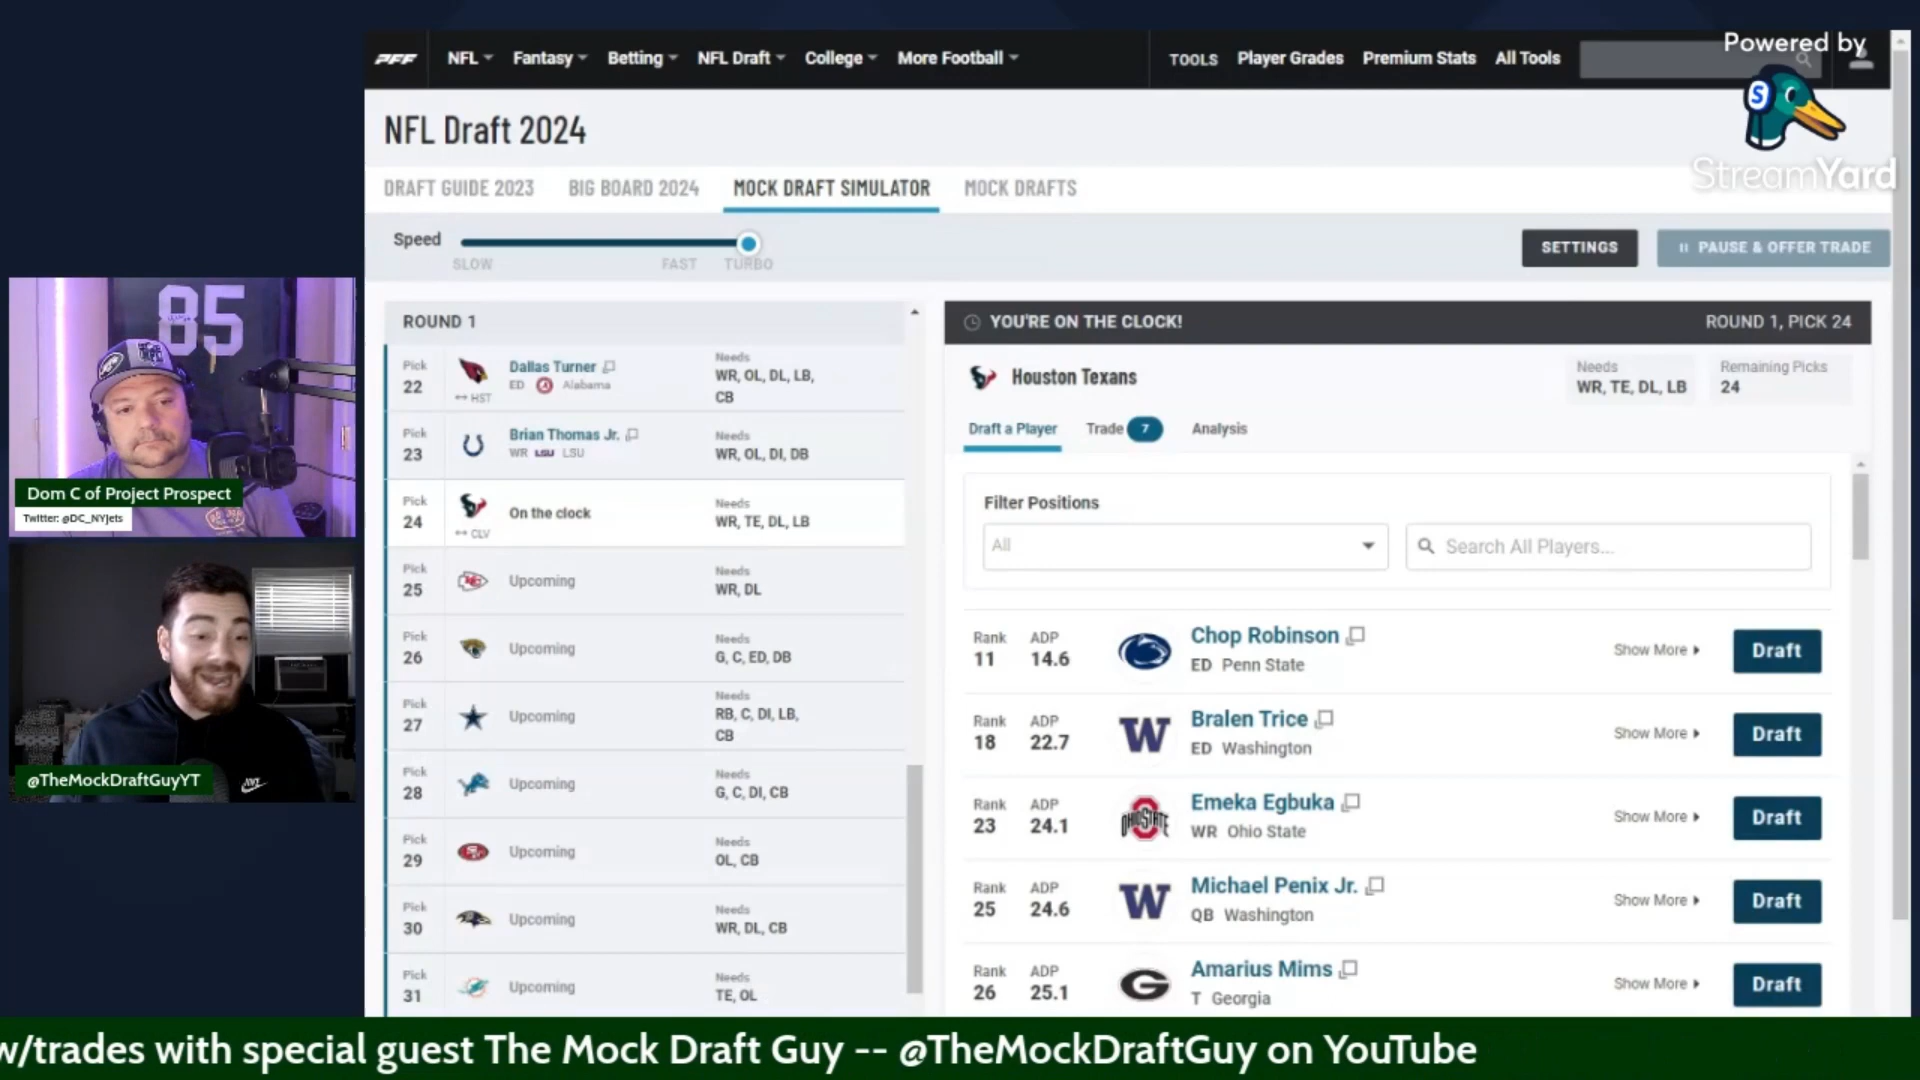 Powered by
StreamYard
PFF
NFL
Fantasy
Betting
NFL Draft
College
More Football
TOOLS
Player Grades
Premium Stats
All Tools
NFL Draft 2024
DRAFT GUIDE 2023
BIG BOARD 2024
MOCK DRAFT SIMULATOR
MOCK DRAFTS
Speed
SLOW
FAST
TURBO
SETTINGS
PAUSE & OFFER TRADE
85
Dom C of Project Prospect
Twitter: @DC_NYJets
@TheMockDraftGuyYT
ROUND 1
Pick
22
↔ HST
Dallas Turner
ED Alabama
Needs
WR, OL, DL, LB,
CB
Pick
23
Brian Thomas Jr.
WR LSU LSU
Needs
WR, OL, DI, DB
Pick
24
↔ CLV
On the clock
Needs
WR, TE, DL, LB
Pick
25
Upcoming
Needs
WR, DL
Pick
26
Upcoming
Needs
G, C, ED, DB
Pick
27
Upcoming
Needs
RB, C, DI, LB,
CB
Pick
28
Upcoming
Needs
G, C, DI, CB
Pick
29
Upcoming
Needs
OL, CB
Pick
30
Upcoming
Needs
WR, DL, CB
Pick
31
Upcoming
Needs
TE, OL
YOU'RE ON THE CLOCK!
ROUND 1, PICK 24
Houston Texans
Needs
WR, TE, DL, LB
Remaining Picks
24
Draft a Player
Trade 7
Analysis
Filter Positions
All
Search All Players...
Rank
11
ADP
14.6
Chop Robinson
ED Penn State
Show More
Draft
Rank
18
ADP
22.7
W
Bralen Trice
ED Washington
Show More
Draft
Rank
23
ADP
24.1
OHIO STATE
Emeka Egbuka
WR Ohio State
Show More
Draft
Rank
25
ADP
24.6
W
Michael Penix Jr.
QB Washington
Show More
Draft
Rank
26
ADP
25.1
G
Amarius Mims
T Georgia
Show More
Draft
w/trades with special guest The Mock Draft Guy -- @TheMockDraftGuy on YouTube